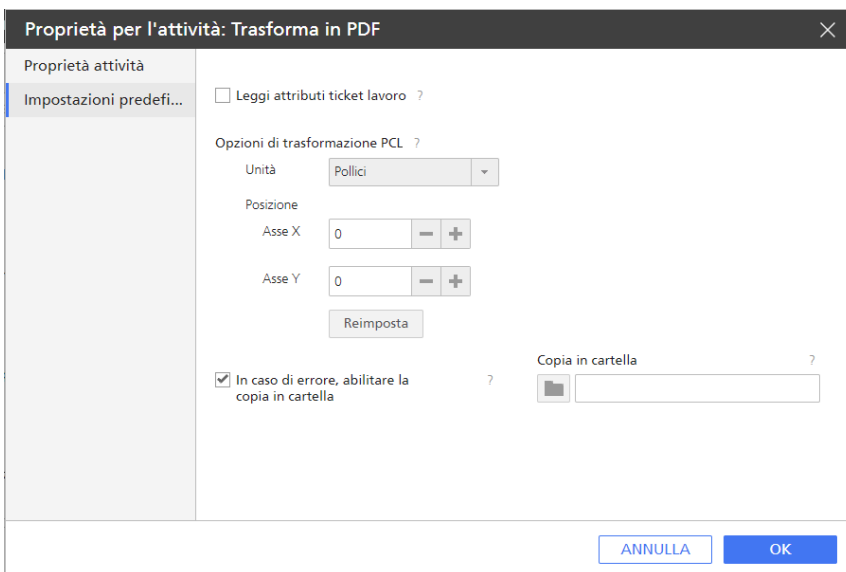 Proprietà per l'attività: Trasforma in PDF
Proprietà attività
Impostazioni predefi...
Leggi attributi ticket lavoro ?
Opzioni di trasformazione PCL ?
Unità
Pollici
Posizione
Asse X
0
Asse Y
0
Reimposta
Copia in cartella ?
In caso di errore, abilitare la ?
copia in cartella
ANNULLA
OK